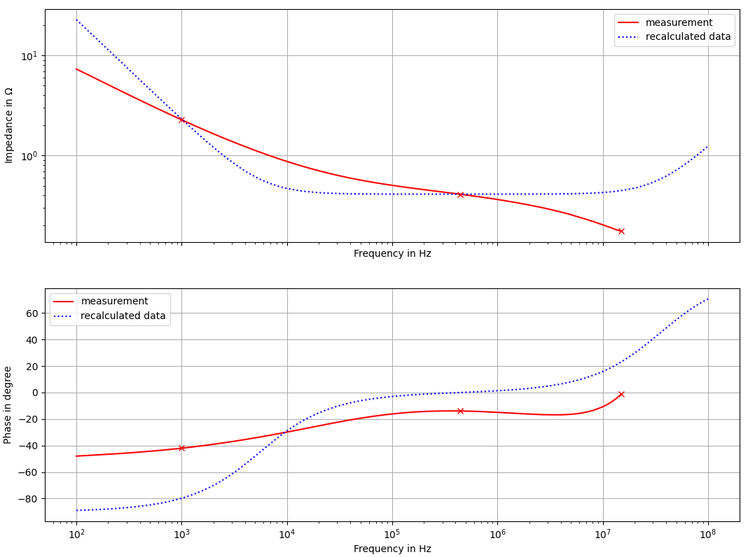 measurement
recalculated data
10¹
10⁰
Impedance in Ω
Frequency in Hz
measurement
recalculated data
60
40
20
0
−20
−40
−60
−80
Phase in degree
10² 10³ 10⁴ 10⁵ 10⁶ 10⁷ 10⁸
Frequency in Hz